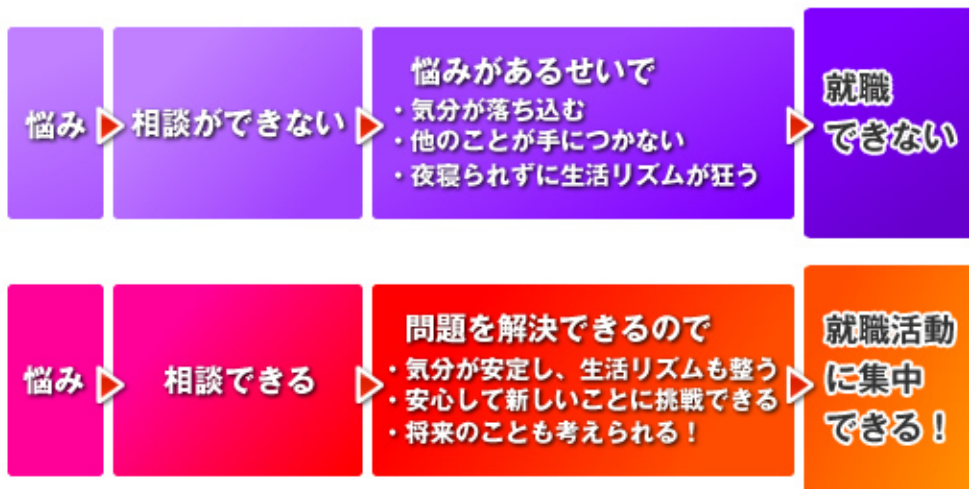 悩み
相談ができない
悩みがあるせいで
・気分が落ち込む
・他のことが手につかない
・夜寝られずに生活リズムが狂う
就職
できない
悩み
相談できる
問題を解決できるので
・気分が安定し、生活リズムも整う
・安心して新しいことに挑戦できる
・将来のことも考えられる！
就職活動
に集中
できる！